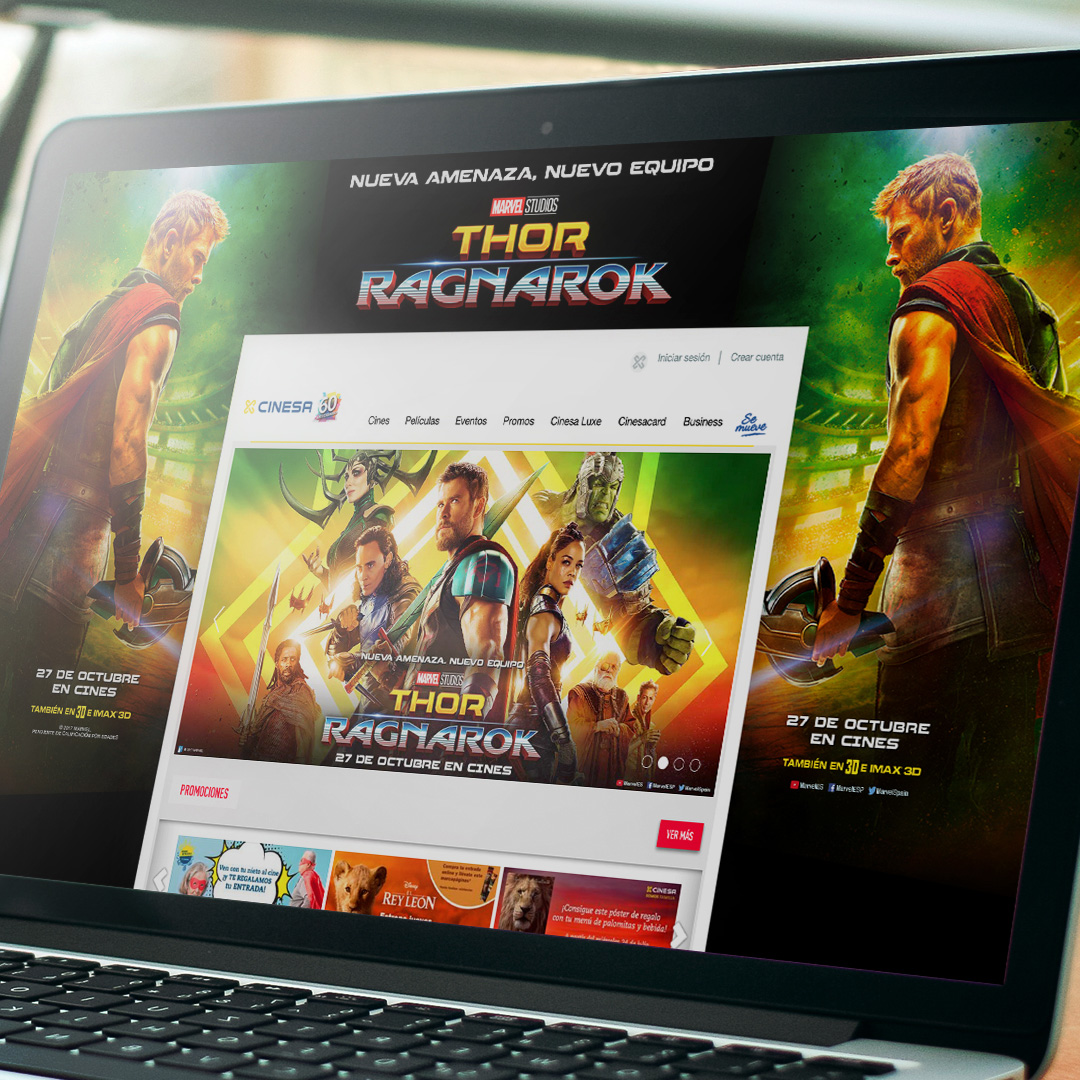 NUEVA AMENAZA, NUEVO EQUIPO
MARVEL STUDIOS
THOR
RAGNAROK
Iniciar sesión | Crear cuenta
CINESA 60
Cines Películas Eventos Promos Cinesa Luxe Cinesacard Business Se mueve
NUEVA AMENAZA. NUEVO EQUIPO
MARVEL STUDIOS
THOR
RAGNAROK
27 DE OCTUBRE EN CINES
MarvelES MarvelESP MarvelSpain
27 DE OCTUBRE
EN CINES
TAMBIÉN EN 3D E IMAX 3D
© 2017 MARVEL
PENDIENTE DE CALIFICACIÓN POR EDADES
27 DE OCTUBRE
EN CINES
TAMBIÉN EN 3D E IMAX 3D
MarvelES MarvelESP MarvelSpain
PROMOCIONES
VER MÁS
Ven con tu nieto al cine
¡Y TE REGALAMOS
tu ENTRADA!
Disney
EL
REY LEÓN
Compra tu entrada
online y llévate este
marcapáginas*
CINESA
¡Consigue este póster de regalo
con tu menú de palomitas y bebida!